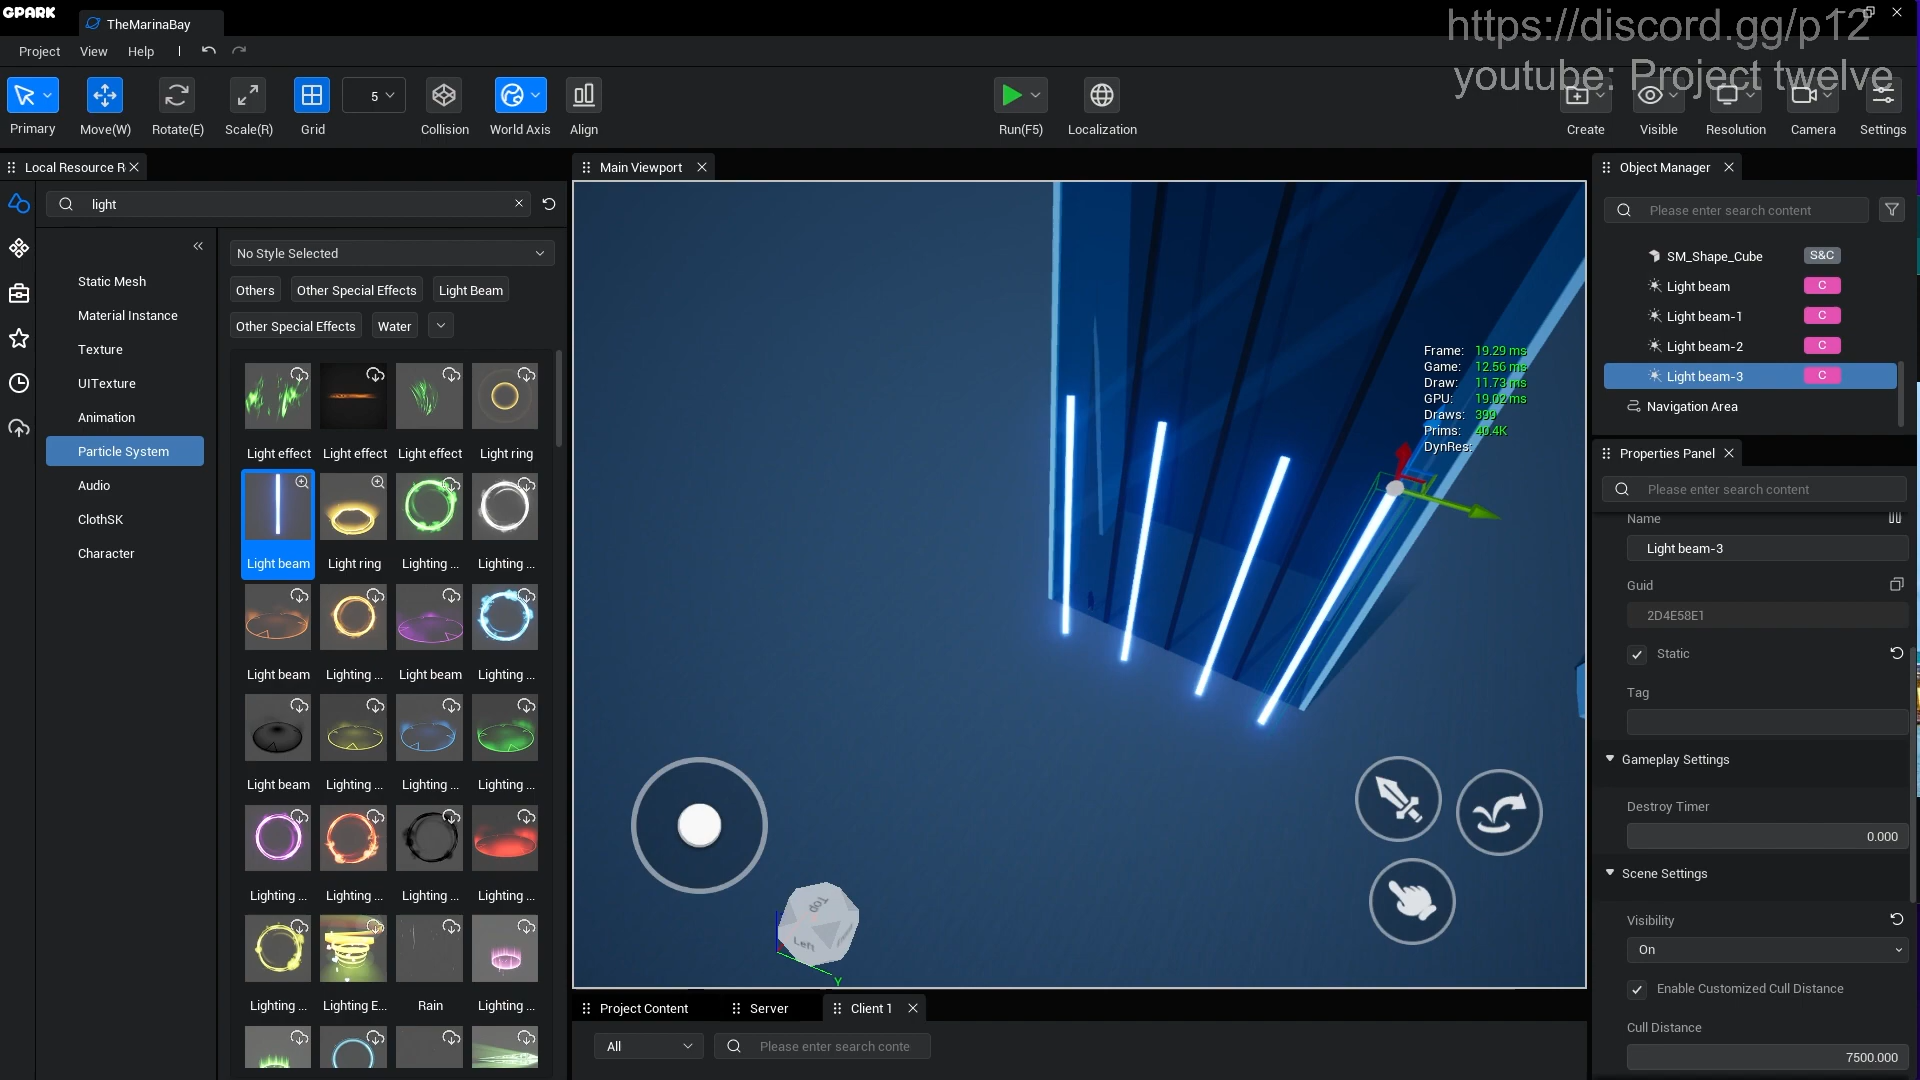 GPARK
TheMarinaBay
https://discord.gg/p12
youtube: Project twelve
Project
View
Help
5
Primary
Move(W)
Rotate(E)
Scale(R)
Grid
Collision
World Axis
Align
Run(F5)
Localization
Create
Visible
Resolution
Camera
Settings
Local Resource R
light
Static Mesh
Material Instance
Texture
UITexture
Animation
Particle System
Audio
ClothSK
Character
No Style Selected
Others
Other Special Effects
Light Beam
Other Special Effects
Water
Light effect
Light effect
Light effect
Light ring
Light beam
Light ring
Lighting ...
Lighting ...
Light beam
Lighting ...
Light beam
Lighting ...
Light beam
Lighting ...
Lighting ...
Lighting ...
Lighting ...
Lighting ...
Lighting ...
Lighting ...
Lighting ...
Lighting E...
Rain
Lighting ...
Main Viewport
Frame: 19.29 ms
Game: 12.56 ms
Draw: 11.73 ms
GPU: 19.02 ms
Draws: 399
Prims: 40.4K
DynRes:
Top
Left
Y
Project Content
Server
Client 1
All
Please enter search conte
Object Manager
Please enter search content
SM_Shape_Cube S&C
Light beam C
Light beam-1 C
Light beam-2 C
Light beam-3 C
Navigation Area
Properties Panel
Please enter search content
Name
Light beam-3
Guid
2D4E58E1
Static
Tag
Gameplay Settings
Destroy Timer
0.000
Scene Settings
Visibility
On
Enable Customized Cull Distance
Cull Distance
7500.000